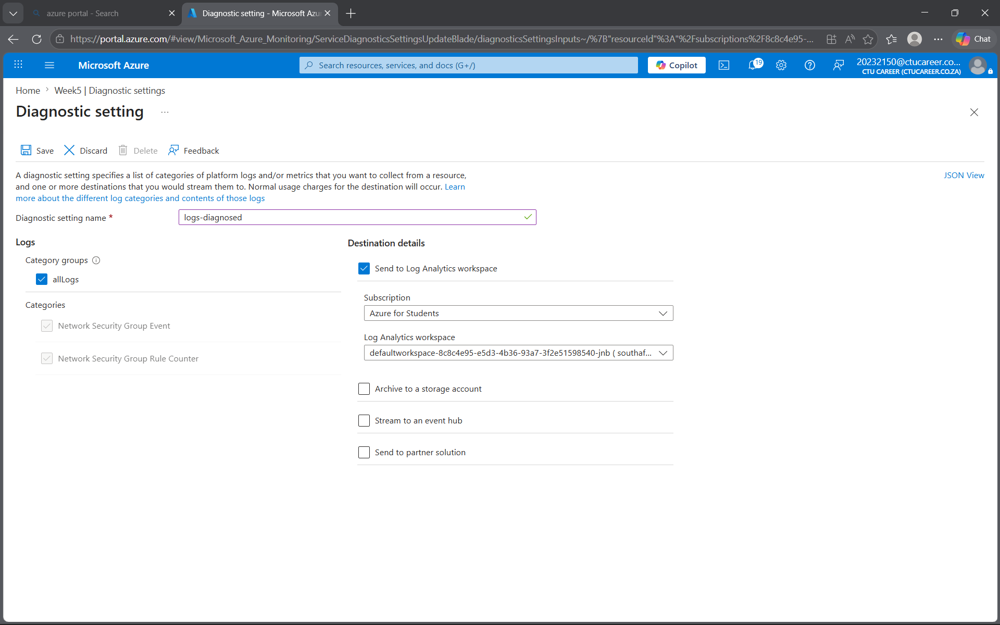 azure portal - Search
Diagnostic setting - Microsoft Azu
https://portal.azure.com/#view/Microsoft_Azure_Monitoring/ServiceDiagnosticsSettingsUpdateBlade/diagnosticsSettingsInputs~/%7B"resourceId"%3A"%2Fsubscriptions%2F8c8c4e95-...
Chat
Microsoft Azure
Search resources, services, and docs (G+/)
Copilot
19
20232150@ctucareer.co...
CTU CAREER (CTUCAREER.CO.ZA)
Home
Week5 | Diagnostic settings
Diagnostic setting
Save
Discard
Delete
Feedback
A diagnostic setting specifies a list of categories of platform logs and/or metrics that you want to collect from a resource,
and one or more destinations that you would stream them to. Normal usage charges for the destination will occur. Learn
more about the different log categories and contents of those logs
JSON View
Diagnostic setting name *
logs-diagnosed
Logs
Category groups
allLogs
Categories
Network Security Group Event
Network Security Group Rule Counter
Destination details
Send to Log Analytics workspace
Subscription
Azure for Students
Log Analytics workspace
defaultworkspace-8c8c4e95-e5d3-4b36-93a7-3f2e51598540-jnb ( southaf...
Archive to a storage account
Stream to an event hub
Send to partner solution